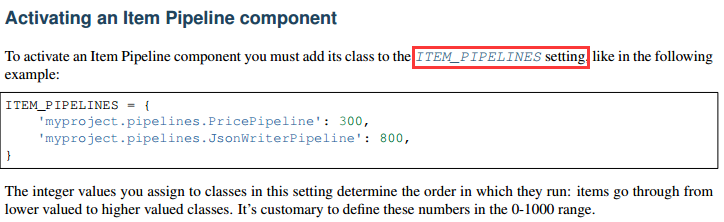 Activating an Item Pipeline component
To activate an Item Pipeline component you must add its class to the ITEM_PIPELINES setting, like in the following
example:
ITEM_PIPELINES = {
    'myproject.pipelines.PricePipeline': 300,
    'myproject.pipelines.JsonWriterPipeline': 800,
}
The integer values you assign to classes in this setting determine the order in which they run: items go through from
lower valued to higher valued classes. It's customary to define these numbers in the 0-1000 range.